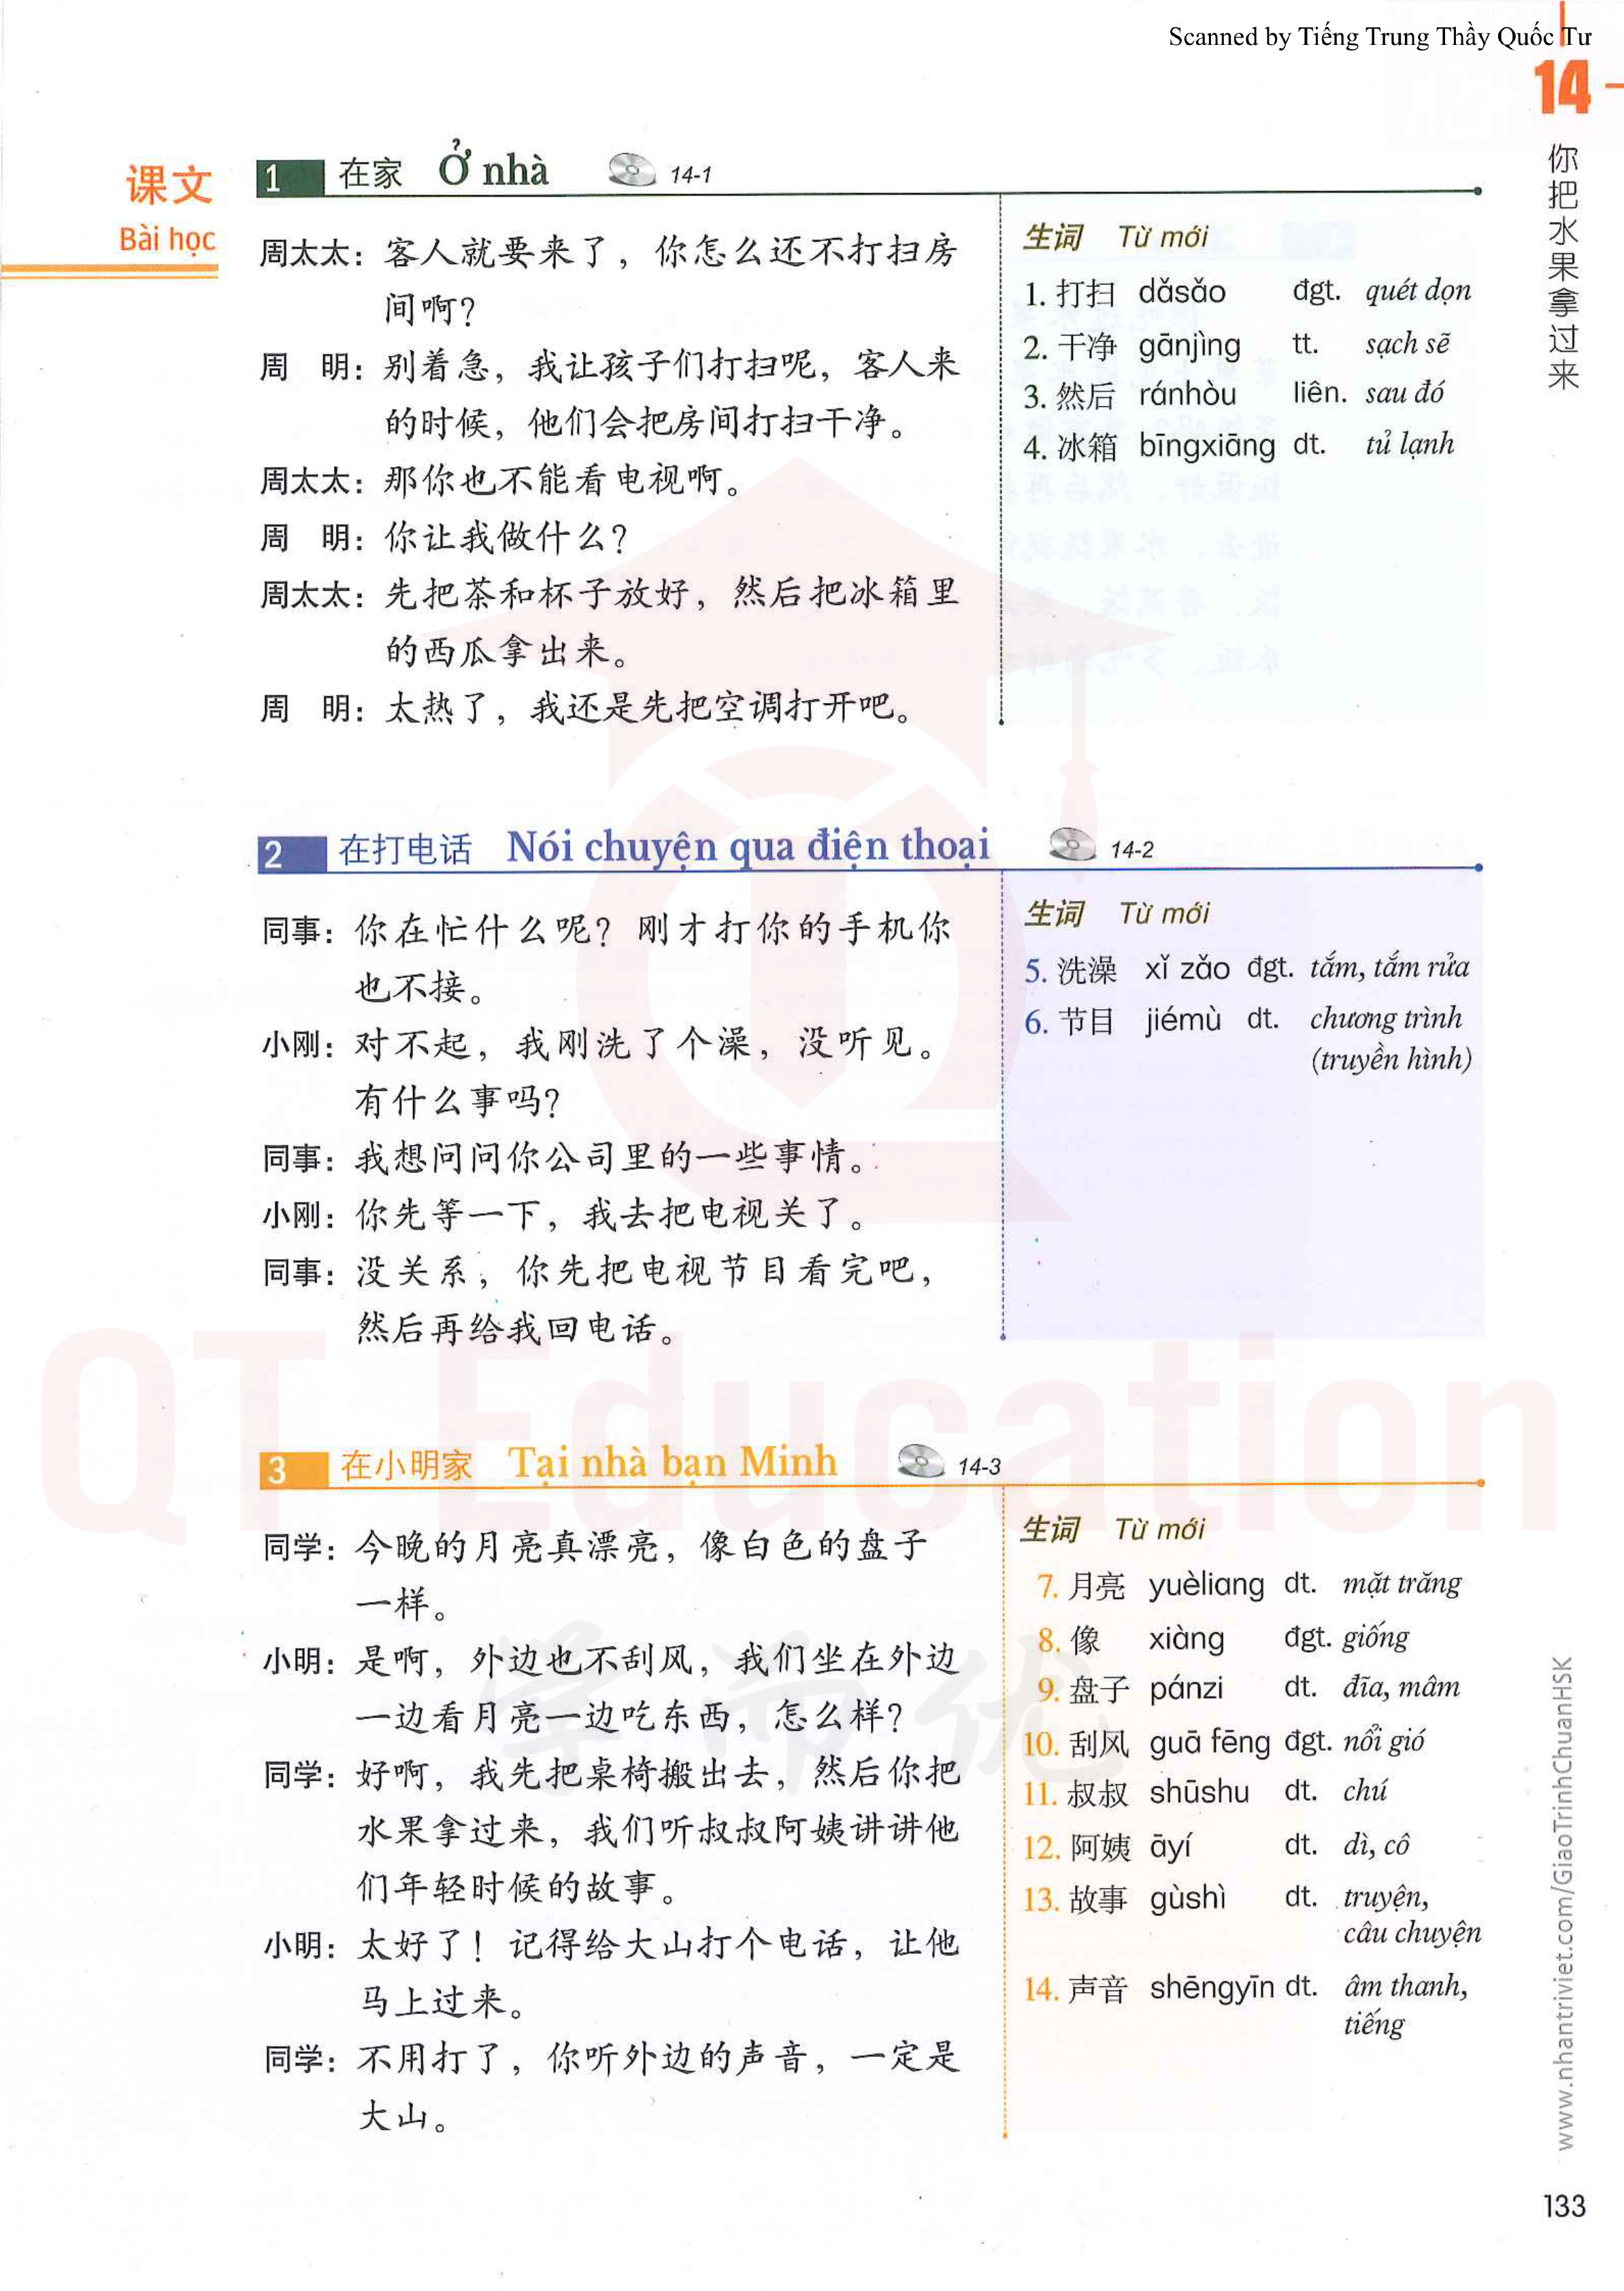 Scanned by Tiếng Trung Thầy Quốc Tư
14
你把水果拿过来
课文
Bài học
1 在家 Ở nhà 14-1
周太太：客人就要来了，你怎么还不打扫房
间啊？
周 明：别着急，我让孩子们打扫呢，客人来
的时候，他们会把房间打扫干净。
周太太：那你也不能看电视啊。
周 明：你让我做什么？
周太太：先把茶和杯子放好，然后把冰箱里
的西瓜拿出来。
周 明：太热了，我还是先把空调打开吧。
生词 Từ mới
1. 打扫 dǎsǎo đgt. quét dọn
2. 干净 gānjìng tt. sạch sẽ
3. 然后 ránhòu liên. sau đó
4. 冰箱 bīngxiāng dt. tủ lạnh
2 在打电话 Nói chuyện qua điện thoại 14-2
同事：你在忙什么呢？刚才打你的手机你
也不接。
小刚：对不起，我刚洗了个澡，没听见。
有什么事吗？
同事：我想问问你公司里的一些事情。
小刚：你先等一下，我去把电视关了。
同事：没关系，你先把电视节目看完吧，
然后再给我回电话。
生词 Từ mới
5. 洗澡 xǐ zǎo đgt. tắm, tắm rửa
6. 节目 jiémù dt. chương trình
(truyền hình)
3 在小明家 Tại nhà bạn Minh 14-3
同学：今晚的月亮真漂亮，像白色的盘子
一样。
小明：是啊，外边也不刮风，我们坐在外边
一边看月亮一边吃东西，怎么样？
同学：好啊，我先把桌椅搬出去，然后你把
水果拿过来，我们听叔叔阿姨讲讲他
们年轻时候的故事。
小明：太好了！记得给大山打个电话，让他
马上过来。
同学：不用打了，你听外边的声音，一定是
大山。
生词 Từ mới
7. 月亮 yuèliang dt. mặt trăng
8. 像 xiàng đgt. giống
9. 盘子 pánzi dt. đĩa, mâm
10. 刮风 guā fēng đgt. nổi gió
11. 叔叔 shūshu dt. chú
12. 阿姨 āyí dt. dì, cô
13. 故事 gùshì dt. truyện,
câu chuyện
14. 声音 shēngyīn dt. âm thanh,
tiếng
QT Education
学而优
www.nhantriviet.com/GiaoTrinhChuanHSK
133